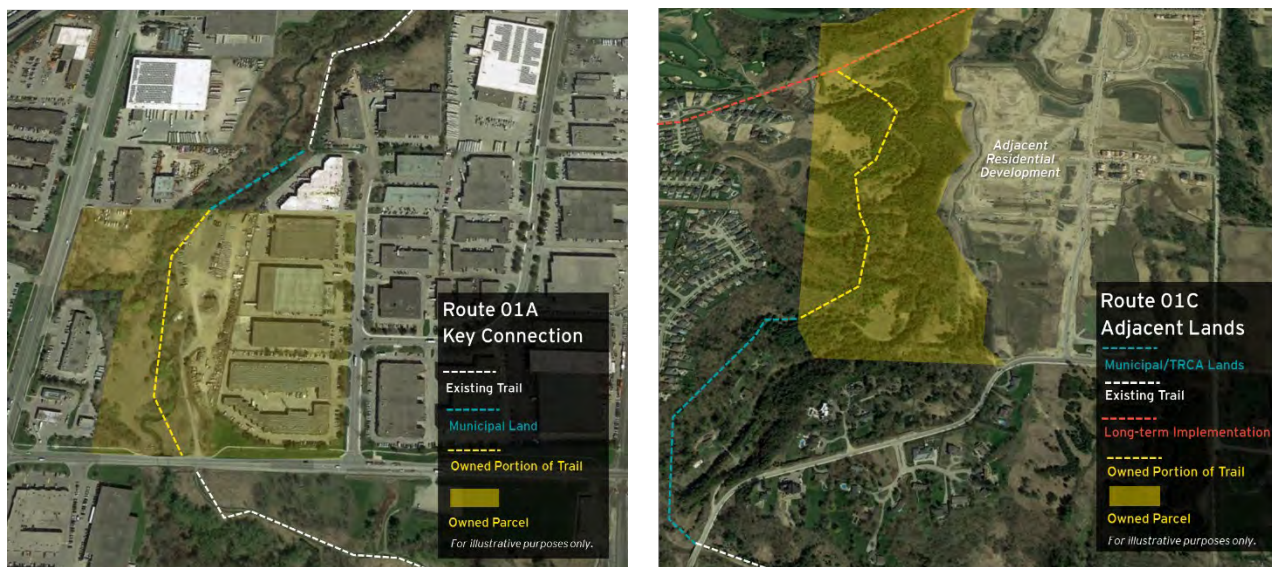 Route 01A
Key Connection
Existing Trail
Municipal Land
Owned Portion of Trail
Owned Parcel
For illustrative purposes only.
Adjacent
Residential
Development
Route 01C
Adjacent Lands
Municipal/TRCA Lands
Existing Trail
Long-term Implementation
Owned Portion of Trail
Owned Parcel
For illustrative purposes only.